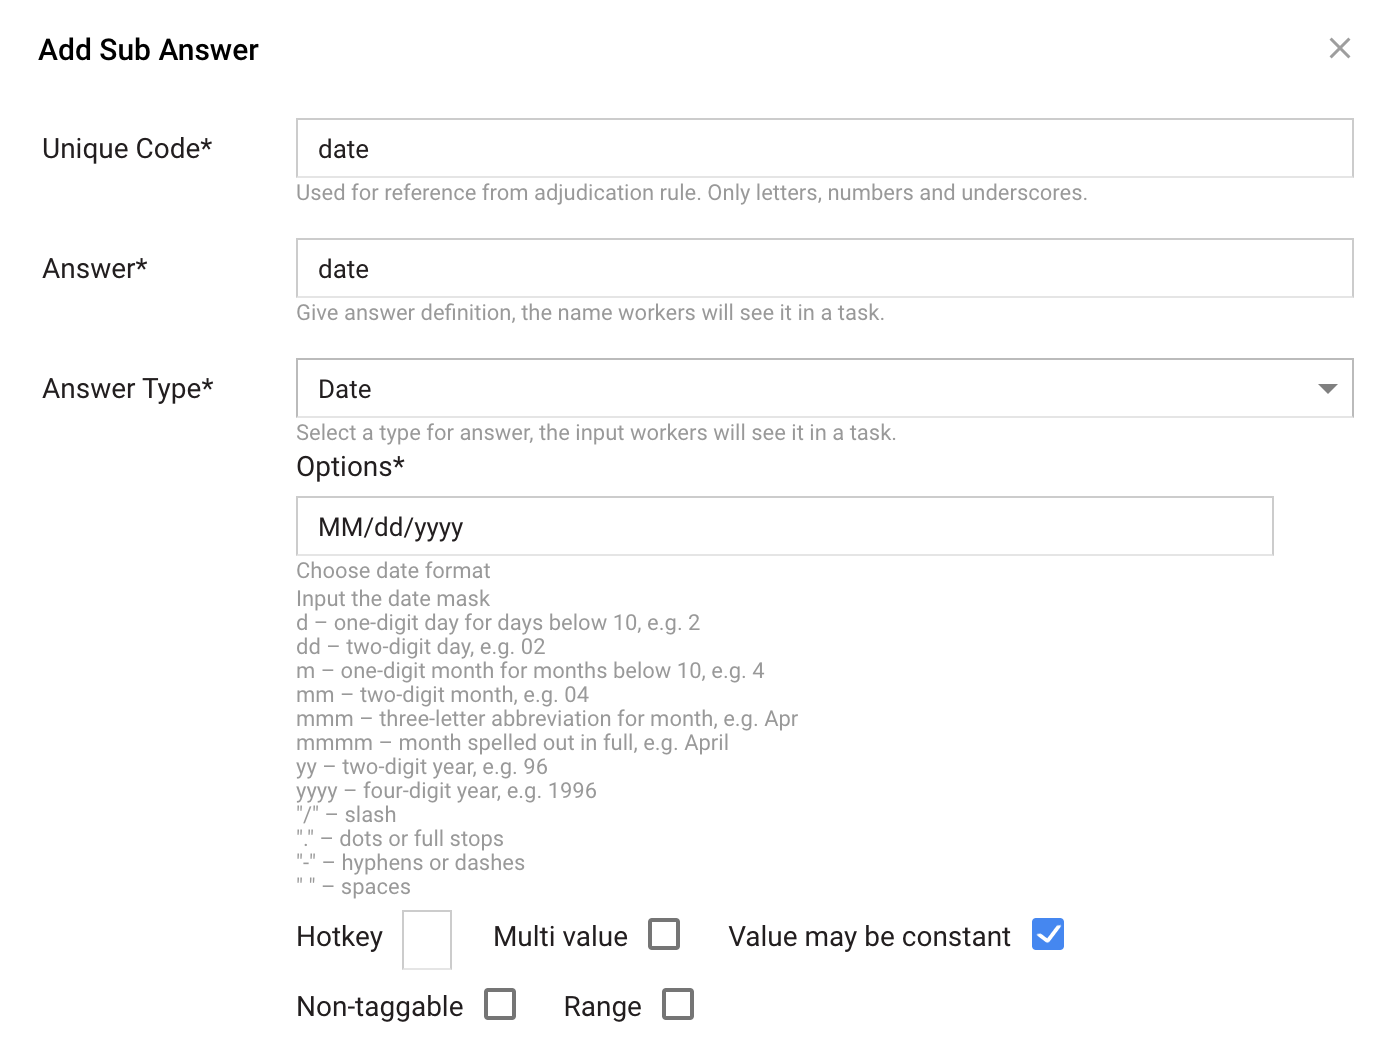 Add Sub Answer
Unique Code*
date
Used for reference from adjudication rule. Only letters, numbers and underscores.
Answer*
date
Give answer definition, the name workers will see it in a task.
Answer Type*
Date
Select a type for answer, the input workers will see it in a task.
Options*
MM/dd/yyyy
Choose date format
Input the date mask
d – one-digit day for days below 10, e.g. 2
dd – two-digit day, e.g. 02
m – one-digit month for months below 10, e.g. 4
mm – two-digit month, e.g. 04
mmm – three-letter abbreviation for month, e.g. Apr
mmmm – month spelled out in full, e.g. April
yy – two-digit year, e.g. 96
yyyy – four-digit year, e.g. 1996
"/" – slash
"." – dots or full stops
"-" – hyphens or dashes
" " – spaces
Hotkey Multi value Value may be constant
Non-taggable Range